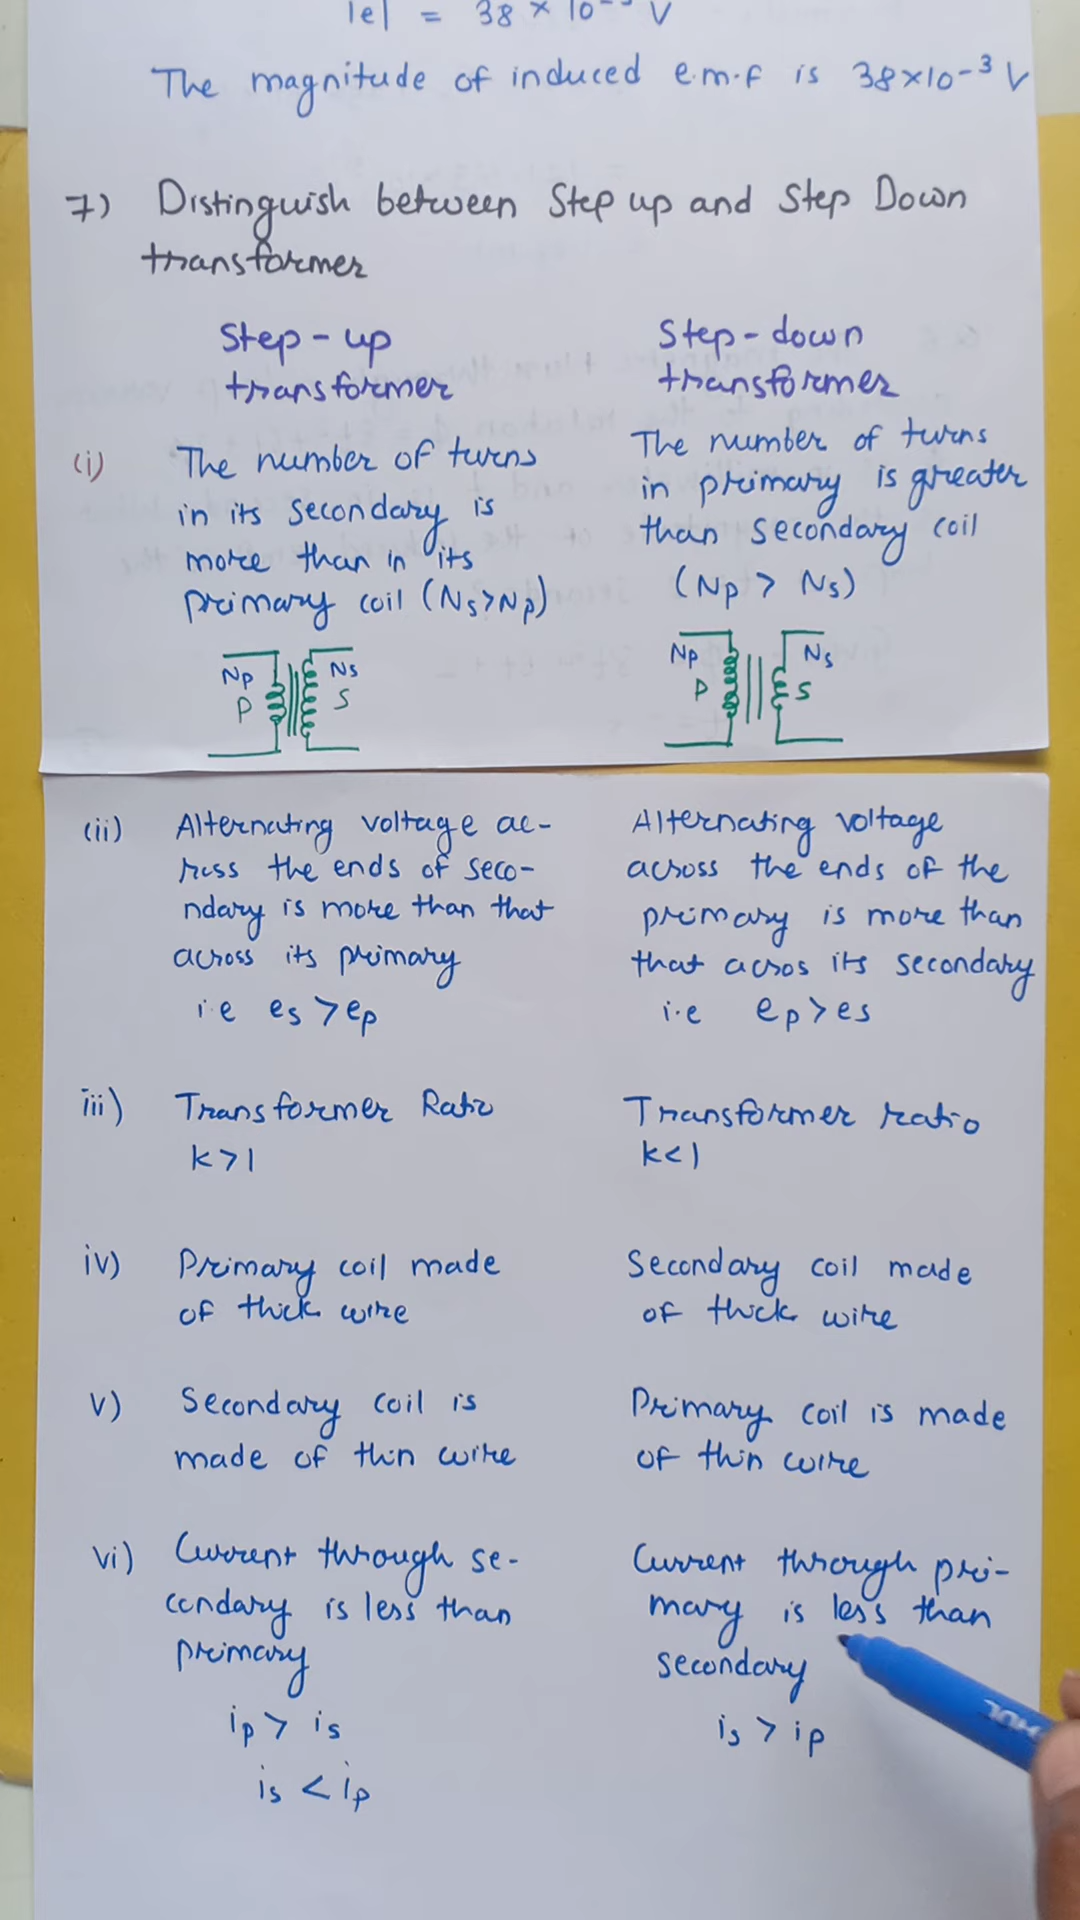 |e| = 38 × 10⁻³ V
The magnitude of induced e.m.f is 38×10⁻³ V
7) Distinguish between Step up and Step Down
transformer
Step-up
transformer
Step-down
transformer
(i) The number of turns
in its secondary is
more than in its
primary coil (Ns>Np)
The number of turns
in primary is greater
than secondary coil
(Np > Ns)
Np Ns
P S
Np Ns
P S
(ii) Alternating voltage ac-
ross the ends of seco-
ndary is more than that
across its primary
i.e es > ep
Alternating voltage
across the ends of the
primary is more than
that acros its secondary
i.e ep > es
iii) Transformer Ratio
k > 1
Transformer ratio
k < 1
iv) Primary coil made
of thick wire
Secondary coil made
of thick wire
v) Secondary coil is
made of thin wire
Primary coil is made
of thin wire
vi) Current through se-
condary is less than
primary
ip > is
is < ip
Current through pri-
mary is less than
secondary
is > ip